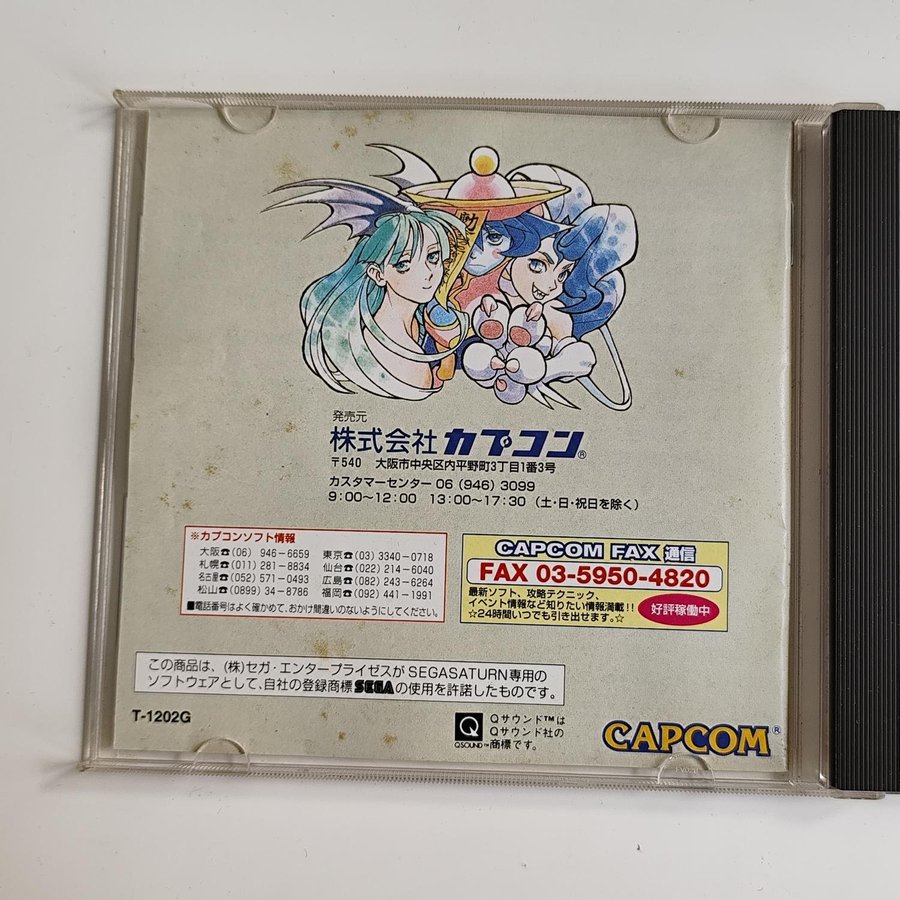 動
発売元
株式会社 カプコン®
〒540 大阪市中央区内平野町3丁目1番3号
カスタマーセンター 06 (946) 3099
9:00〜12:00 13:00〜17:30 (土・日・祝日を除く)
※カプコンソフト情報
大阪☎(06) 946-6659 東京☎(03) 3340-0718
札幌☎(011) 281-8834 仙台☎(022) 214-6040
名古屋☎(052) 571-0493 広島☎(082) 243-6264
松山☎(0899) 34-8786 福岡☎(092) 441-1991
■電話番号はよく確かめて、おかけ間違いのないようにしてください。
CAPCOM FAX 通信
FAX 03-5950-4820
最新ソフト、攻略テクニック、
イベント情報など知りたい情報満載!!
☆24時間いつでも引き出せます。☆
好評稼働中
この商品は、(株)セガ・エンタープライゼスがSEGASATURN専用の
ソフトウェアとして、自社の登録商標SEGAの使用を許諾したものです。
T-1202G
Q QSOUND™
Qサウンド™は
Qサウンド社の
商標です。
CAPCOM®